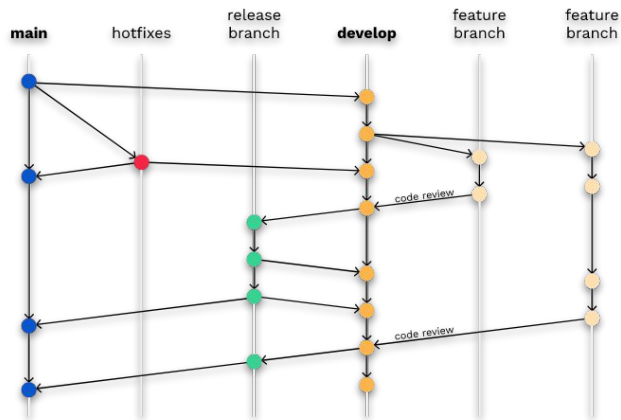 main
hotfixes
release
branch
develop
feature
branch
feature
branch
code review
code review